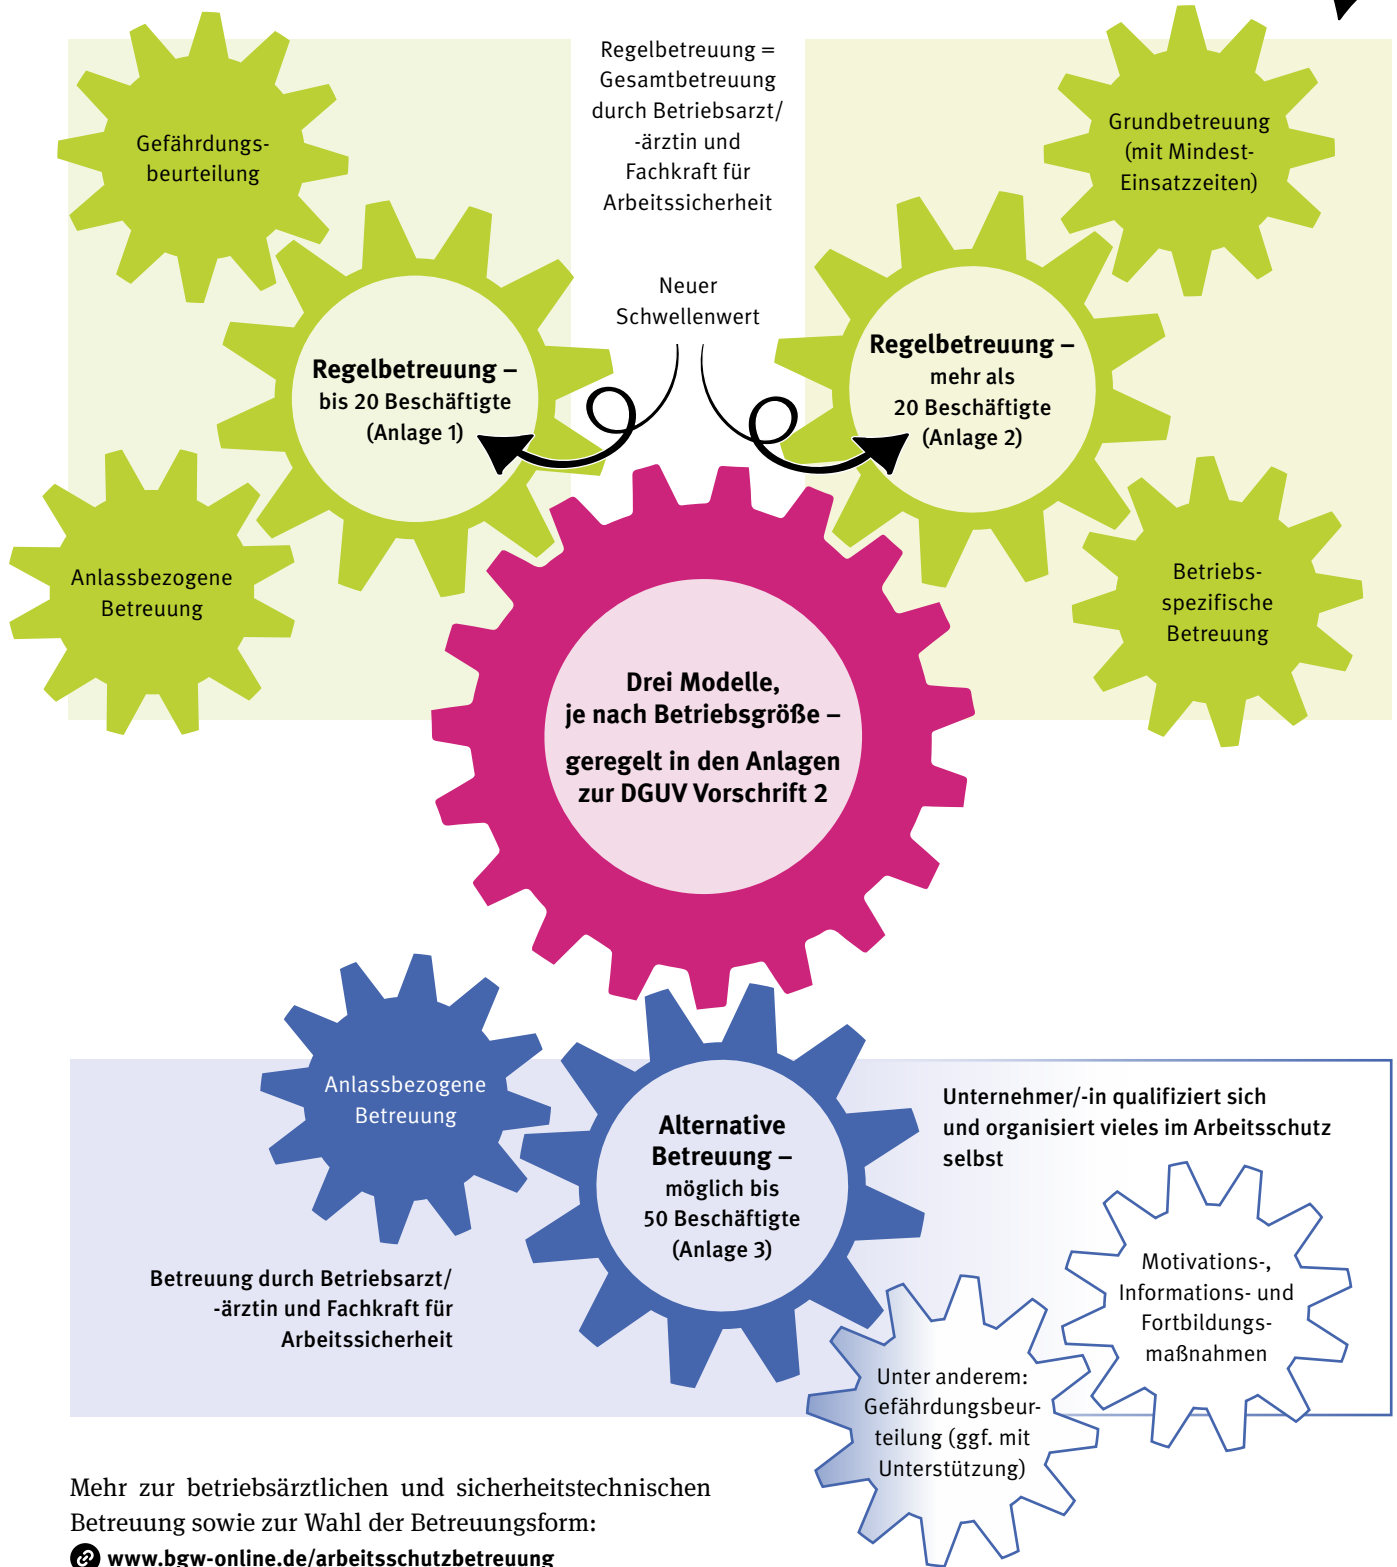 Gefährdungs-
beurteilung
Regelbetreuung =
Gesamtbetreuung
durch Betriebsarzt/
-ärztin und
Fachkraft für
Arbeitssicherheit
Grundbetreuung
(mit Mindest-
Einsatzzeiten)
Neuer
Schwellenwert
Regelbetreuung –
bis 20 Beschäftigte
(Anlage 1)
Regelbetreuung –
mehr als
20 Beschäftigte
(Anlage 2)
Anlassbezogene
Betreuung
Betriebs-
spezifische
Betreuung
Drei Modelle,
je nach Betriebsgröße –
geregelt in den Anlagen
zur DGUV Vorschrift 2
Anlassbezogene
Betreuung
Alternative
Betreuung –
möglich bis
50 Beschäftigte
(Anlage 3)
Unternehmer/-in qualifiziert sich
und organisiert vieles im Arbeitsschutz
selbst
Betreuung durch Betriebsarzt/
-ärztin und Fachkraft für
Arbeitssicherheit
Motivations-,
Informations- und
Fortbildungs-
maßnahmen
Unter anderem:
Gefährdungsbeur-
teilung (ggf. mit
Unterstützung)
Mehr zur betriebsärztlichen und sicherheitstechnischen
Betreuung sowie zur Wahl der Betreuungsform:
www.bgw-online.de/arbeitsschutzbetreuung